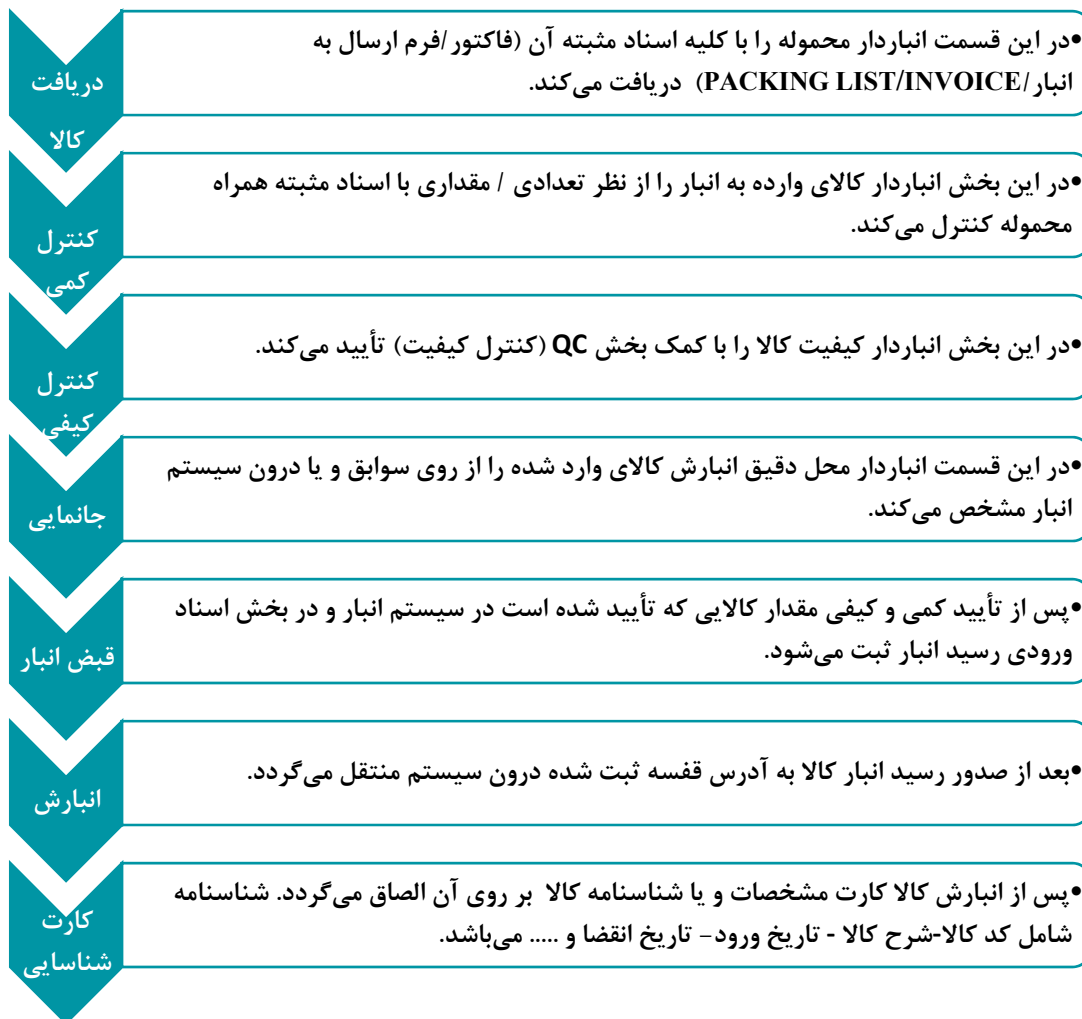 دریافت
کالا
•در این قسمت انباردار محموله را با کلیه اسناد مثبته آن (فاکتور/فرم ارسال به
انبار/PACKING LIST/INVOICE) دریافت می‌کند.
کنترل
کمی
•در این بخش انباردار کالای وارده به انبار را از نظر تعدادی / مقداری با اسناد مثبته همراه
محموله کنترل می‌کند.
کنترل
کیفی
•در این بخش انباردار کیفیت کالا را با کمک بخش QC (کنترل کیفیت) تأیید می‌کند.
جانمایی
•در این قسمت انباردار محل دقیق انبارش کالای وارد شده را از روی سوابق و یا درون سیستم
انبار مشخص می‌کند.
قبض انبار
•پس از تأیید کمی و کیفی مقدار کالایی که تأیید شده است در سیستم انبار و در بخش اسناد
ورودی رسید انبار ثبت می‌شود.
انبارش
•بعد از صدور رسید انبار کالا به آدرس قفسه ثبت شده درون سیستم منتقل می‌گردد.
کارت
شناسایی
•پس از انبارش کالا کارت مشخصات و یا شناسنامه کالا بر روی آن الصاق می‌گردد. شناسنامه
شامل کد کالا-شرح کالا - تاریخ ورود– تاریخ انقضا و ..... می‌باشد.